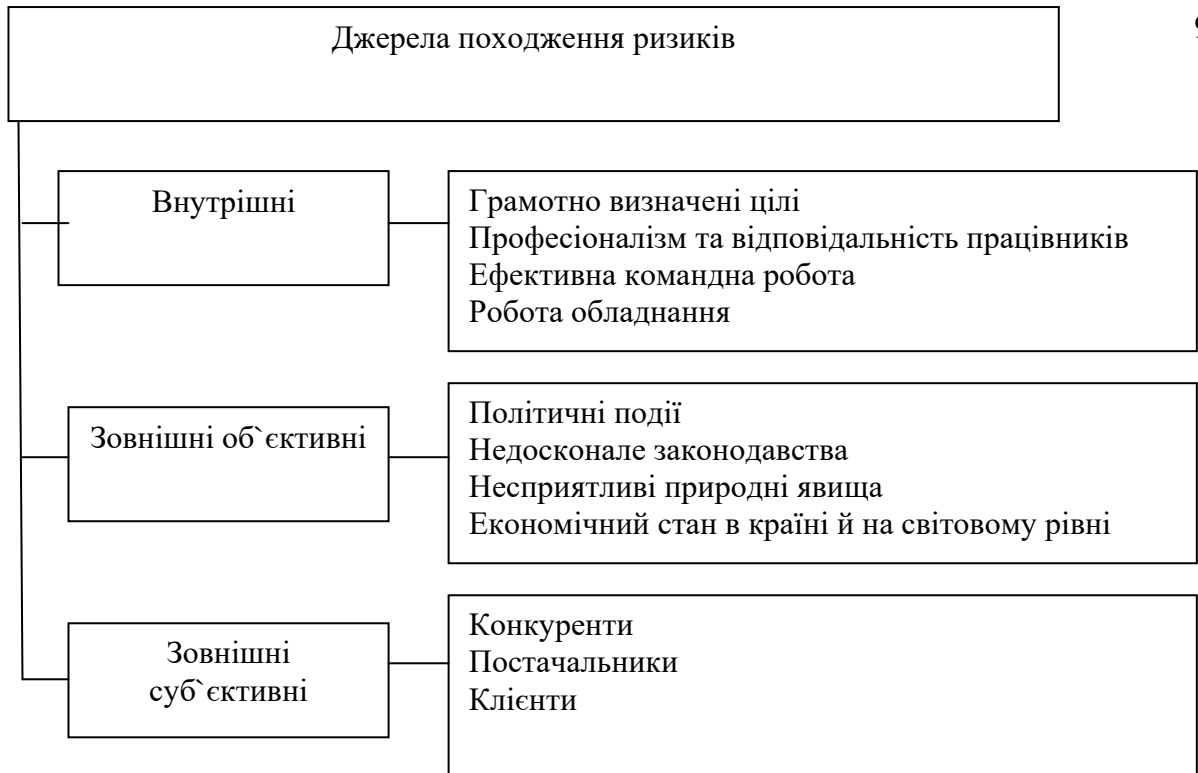 Джерела походження ризиків
Внутрішні
Грамотно визначені цілі
Професіоналізм та відповідальність працівників
Ефективна командна робота
Робота обладнання
Зовнішні об`єктивні
Політичні події
Недосконале законодавства
Несприятливі природні явища
Економічний стан в країні й на світовому рівні
Зовнішні
суб`єктивні
Конкуренти
Постачальники
Клієнти